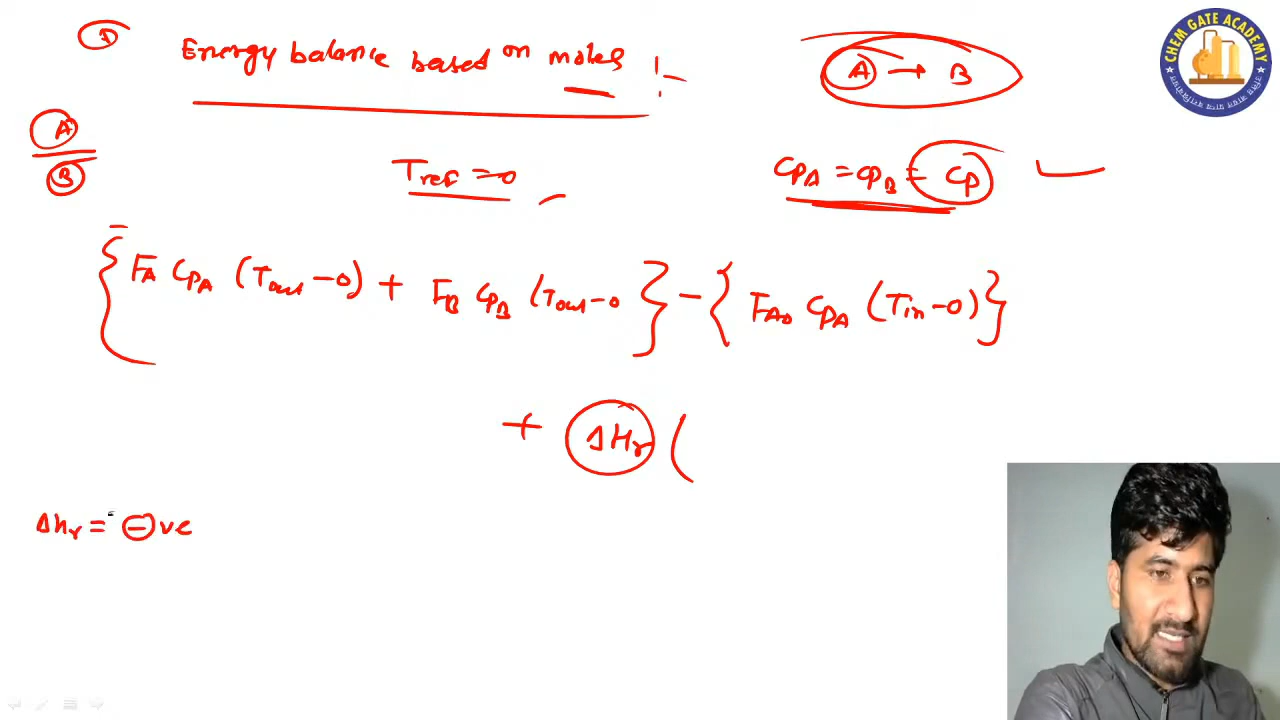 ① Energy balance based on moles :-
A → B
A
B
Tref = 0
CPA = CPB = CP
{FA CPA (Tout - 0) + FB CPB (Tout - 0} - {FA0 CPA (Tin - 0)}
+ ΔHr (
Δhr = -ve
CHEM GATE ACADEMY